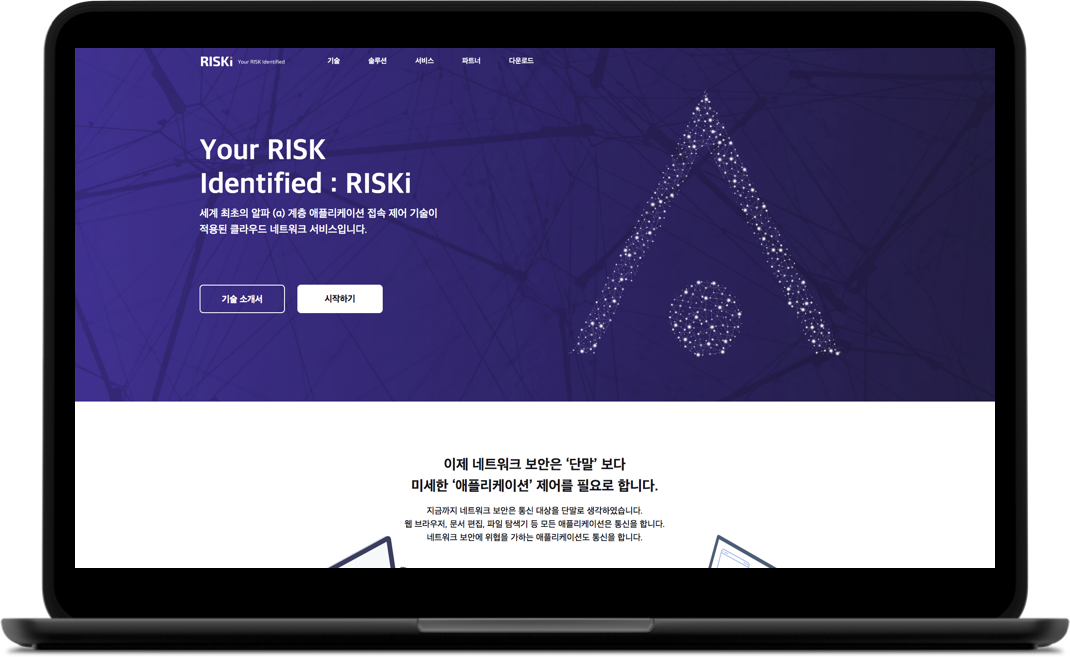 RISKi Your RISK Identified 기술 솔루션 서비스 파트너 다운로드
Your RISK
Identified : RISKi
세계 최초의 알파 (α) 계층 애플리케이션 접속 제어 기술이
적용된 클라우드 네트워크 서비스입니다.
기술 소개서 시작하기
이제 네트워크 보안은 ‘단말’ 보다
미세한 ‘애플리케이션’ 제어를 필요로 합니다.
지금까지 네트워크 보안은 통신 대상을 단말로 생각하였습니다.
웹 브라우저, 문서 편집, 파일 탐색기 등 모든 애플리케이션은 통신을 합니다.
네트워크 보안에 위협을 가하는 애플리케이션도 통신을 합니다.